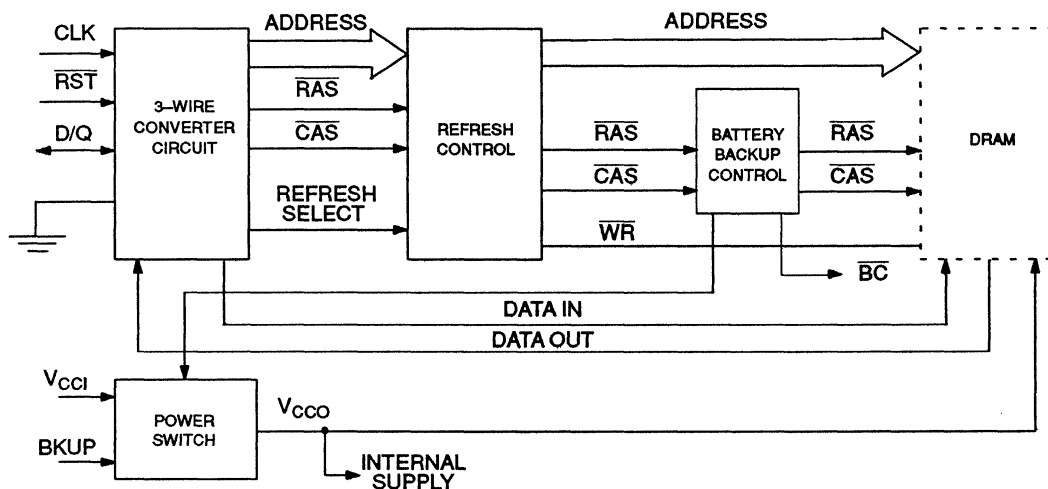 CLK
RST
D/Q
3–WIRE
CONVERTER
CIRCUIT
ADDRESS
RAS
CAS
REFRESH
SELECT
REFRESH
CONTROL
ADDRESS
RAS
CAS
WR
BATTERY
BACKUP
CONTROL
RAS
CAS
DRAM
BC
DATA IN
DATA OUT
VCCI
BKUP
POWER
SWITCH
VCCO
INTERNAL
SUPPLY